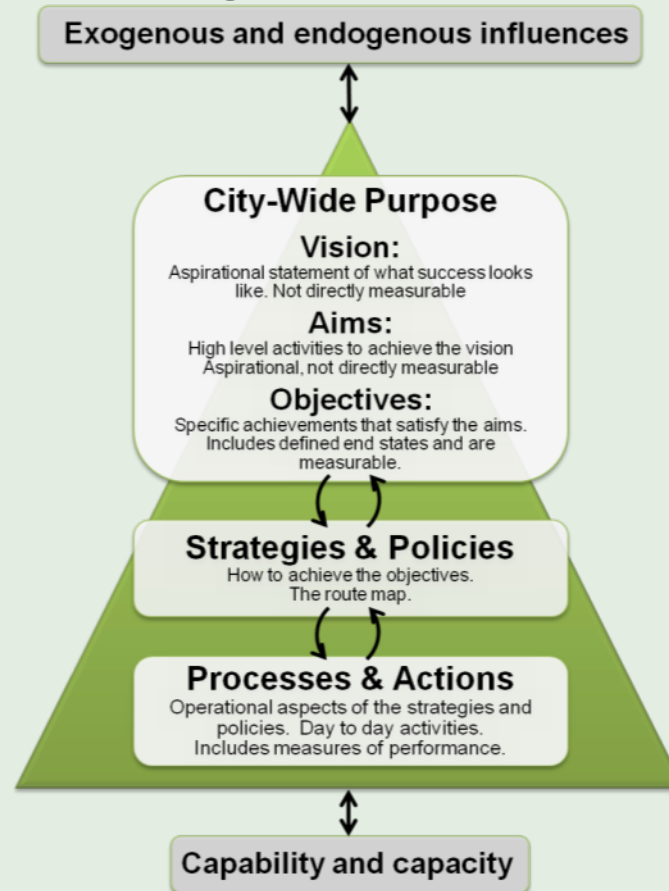 Exogenous and endogenous influences
City-Wide Purpose
Vision:
Aspirational statement of what success looks
like. Not directly measurable
Aims:
High level activities to achieve the vision
Aspirational, not directly measurable
Objectives:
Specific achievements that satisfy the aims.
Includes defined end states and are
measurable.
Strategies & Policies
How to achieve the objectives.
The route map.
Processes & Actions
Operational aspects of the strategies and
policies. Day to day activities.
Includes measures of performance.
Capability and capacity